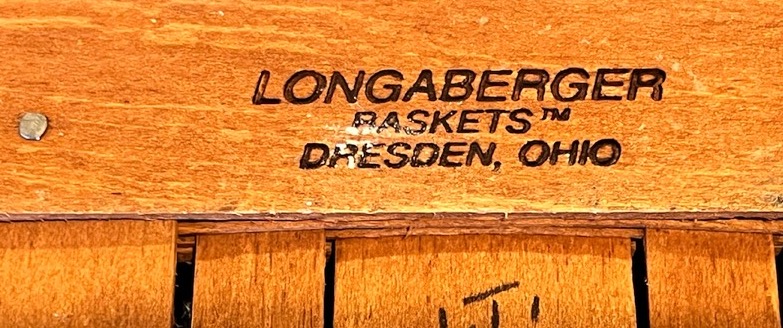 LONGABERGER
BASKETS™
DRESDEN, OHIO